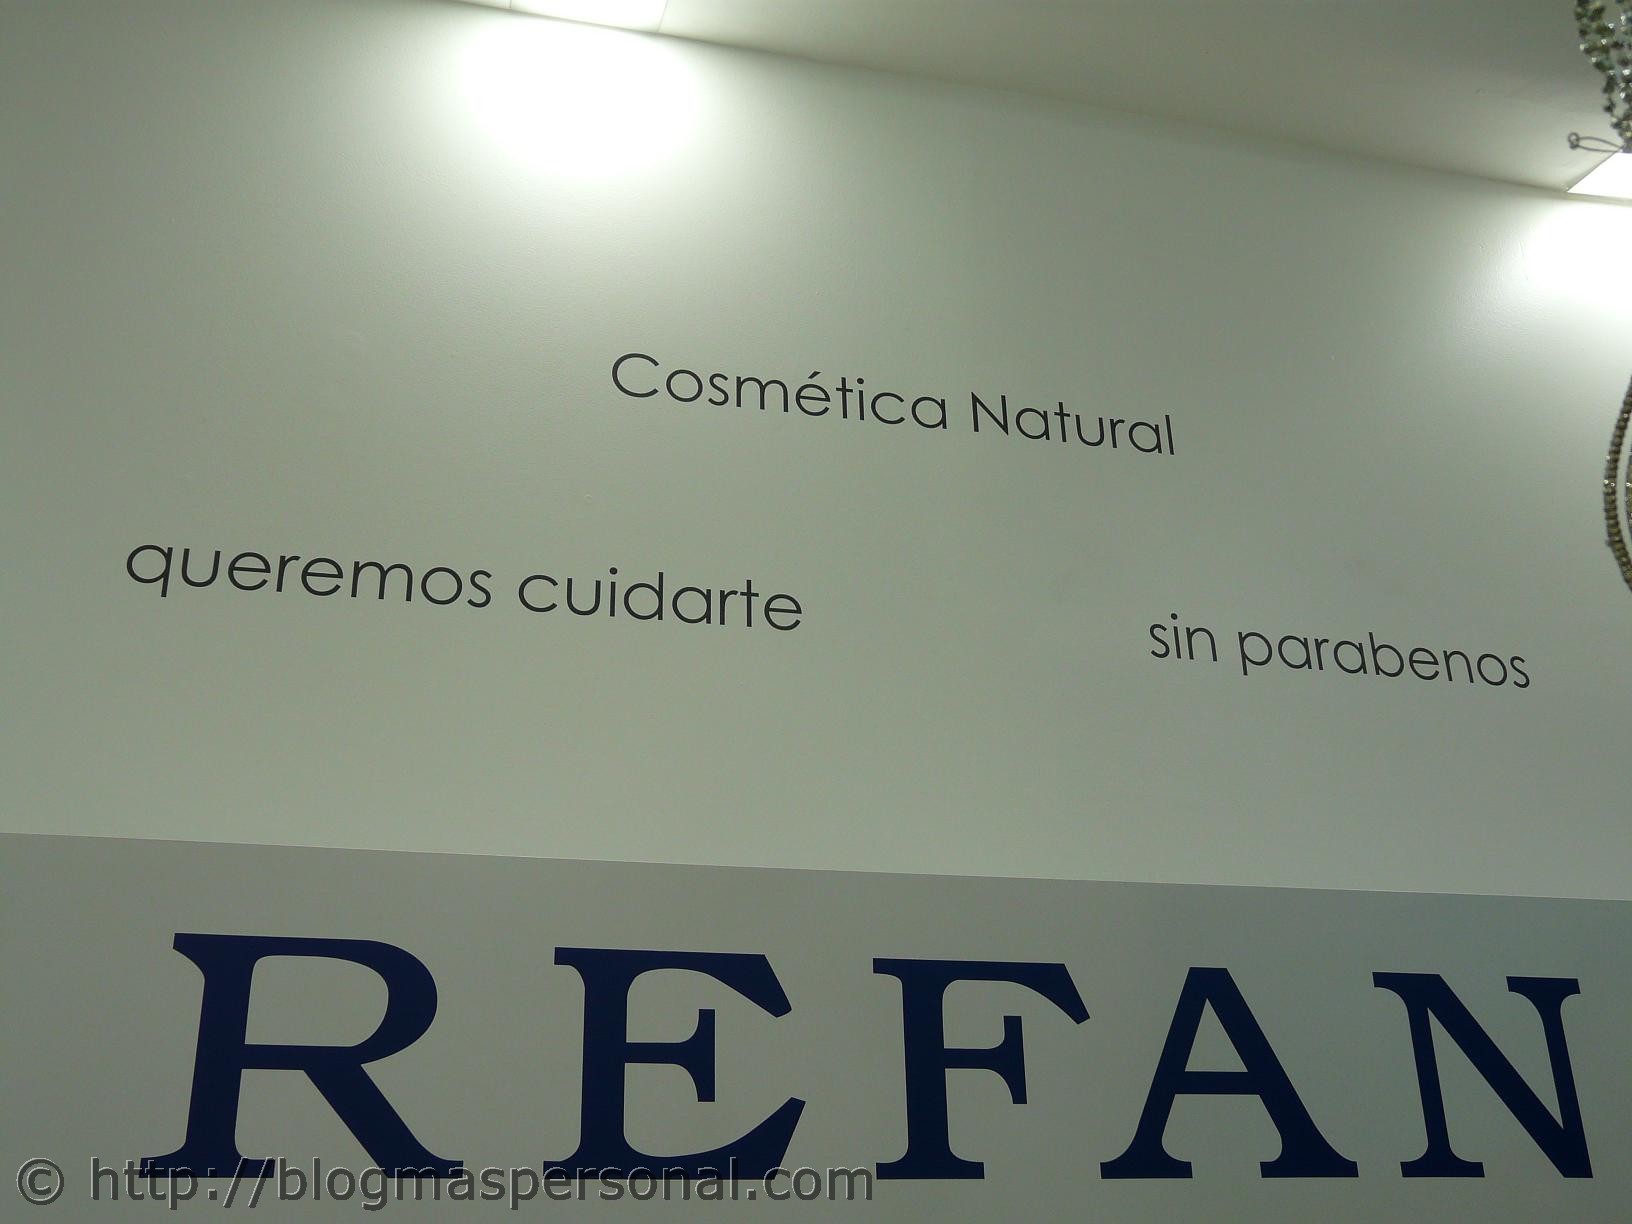 Cosmética Natural
queremos cuidarte
sin parabenos
REFAN
© http://blogmaspersonal.com